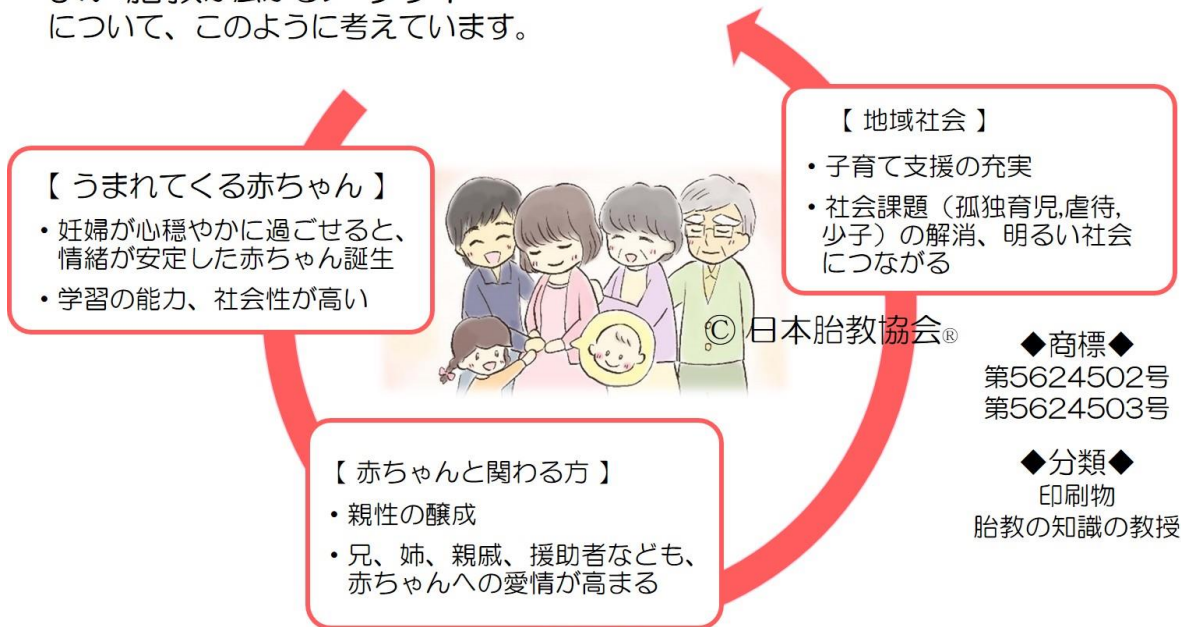 について、このように考えています。
【 うまれてくる赤ちゃん 】
・妊婦が心穏やかに過ごせると、
情緒が安定した赤ちゃん誕生
・学習の能力、社会性が高い
【 赤ちゃんと関わる方 】
・親性の醸成
・兄、姉、親戚、援助者なども、
赤ちゃんへの愛情が高まる
【 地域社会 】
・子育て支援の充実
・社会課題（孤独育児,虐待,
少子）の解消、明るい社会
につながる
© 日本胎教協会®
◆商標◆
第5624502号
第5624503号
◆分類◆
印刷物
胎教の知識の教授